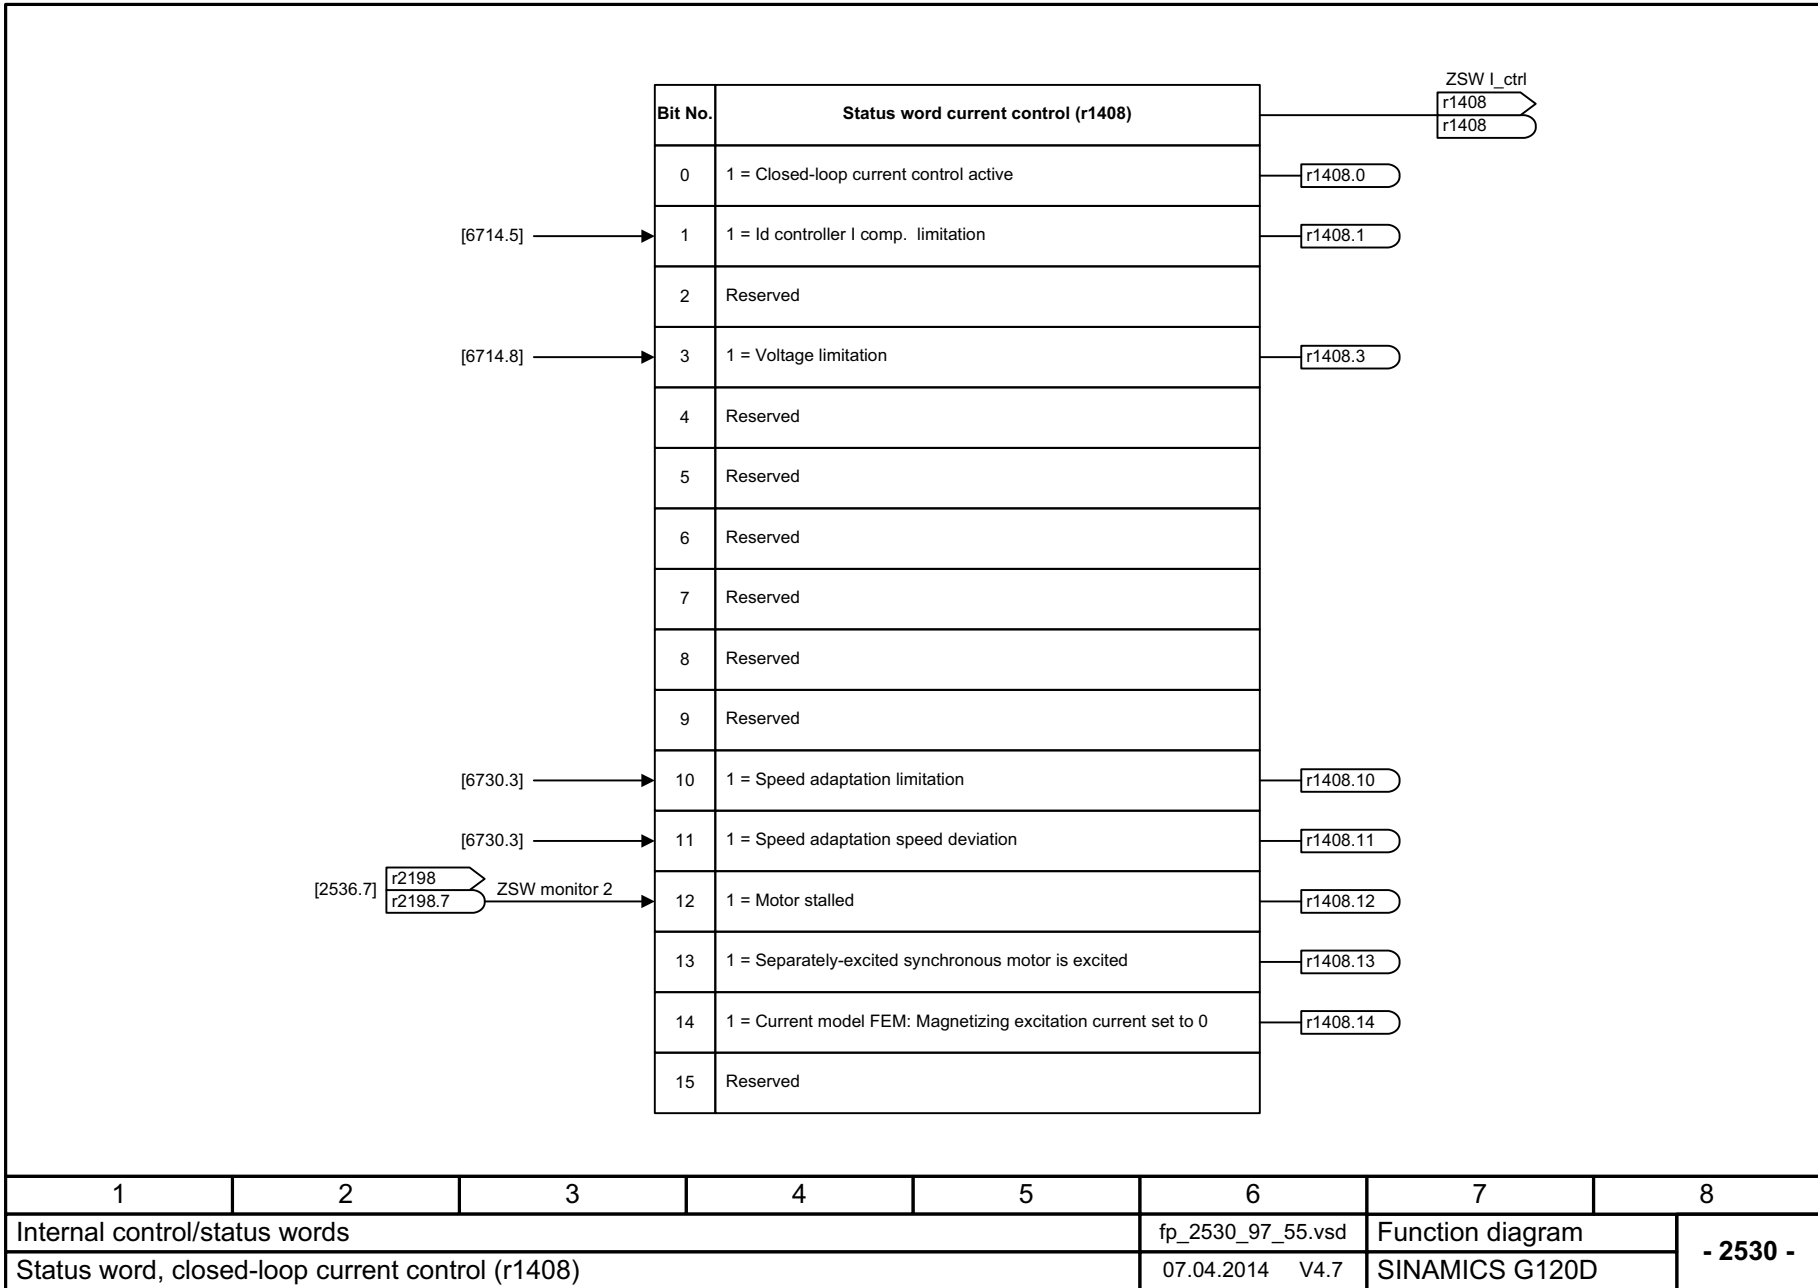 ZSW I_ctrl
Bit No. Status word current control (r1408) r1408
r1408
0 1 = Closed-loop current control active r1408.0
[6714.5] 1 1 = Id controller I comp. limitation r1408.1
2 Reserved
[6714.8] 3 1 = Voltage limitation r1408.3
4 Reserved
5 Reserved
6 Reserved
7 Reserved
8 Reserved
9 Reserved
[6730.3] 10 1 = Speed adaptation limitation r1408.10
[6730.3] 11 1 = Speed adaptation speed deviation r1408.11
r2198
[2536.7] r2198.7 ZSW monitor 2 12 1 = Motor stalled r1408.12
13 1 = Separately-excited synchronous motor is excited r1408.13
14 1 = Current model FEM: Magnetizing excitation current set to 0 r1408.14
15 Reserved
1 2 3 4 5 6 7 8
Internal control/status words fp_2530_97_55.vsd Function diagram - 2530 -
Status word, closed-loop current control (r1408) 07.04.2014 V4.7 SINAMICS G120D